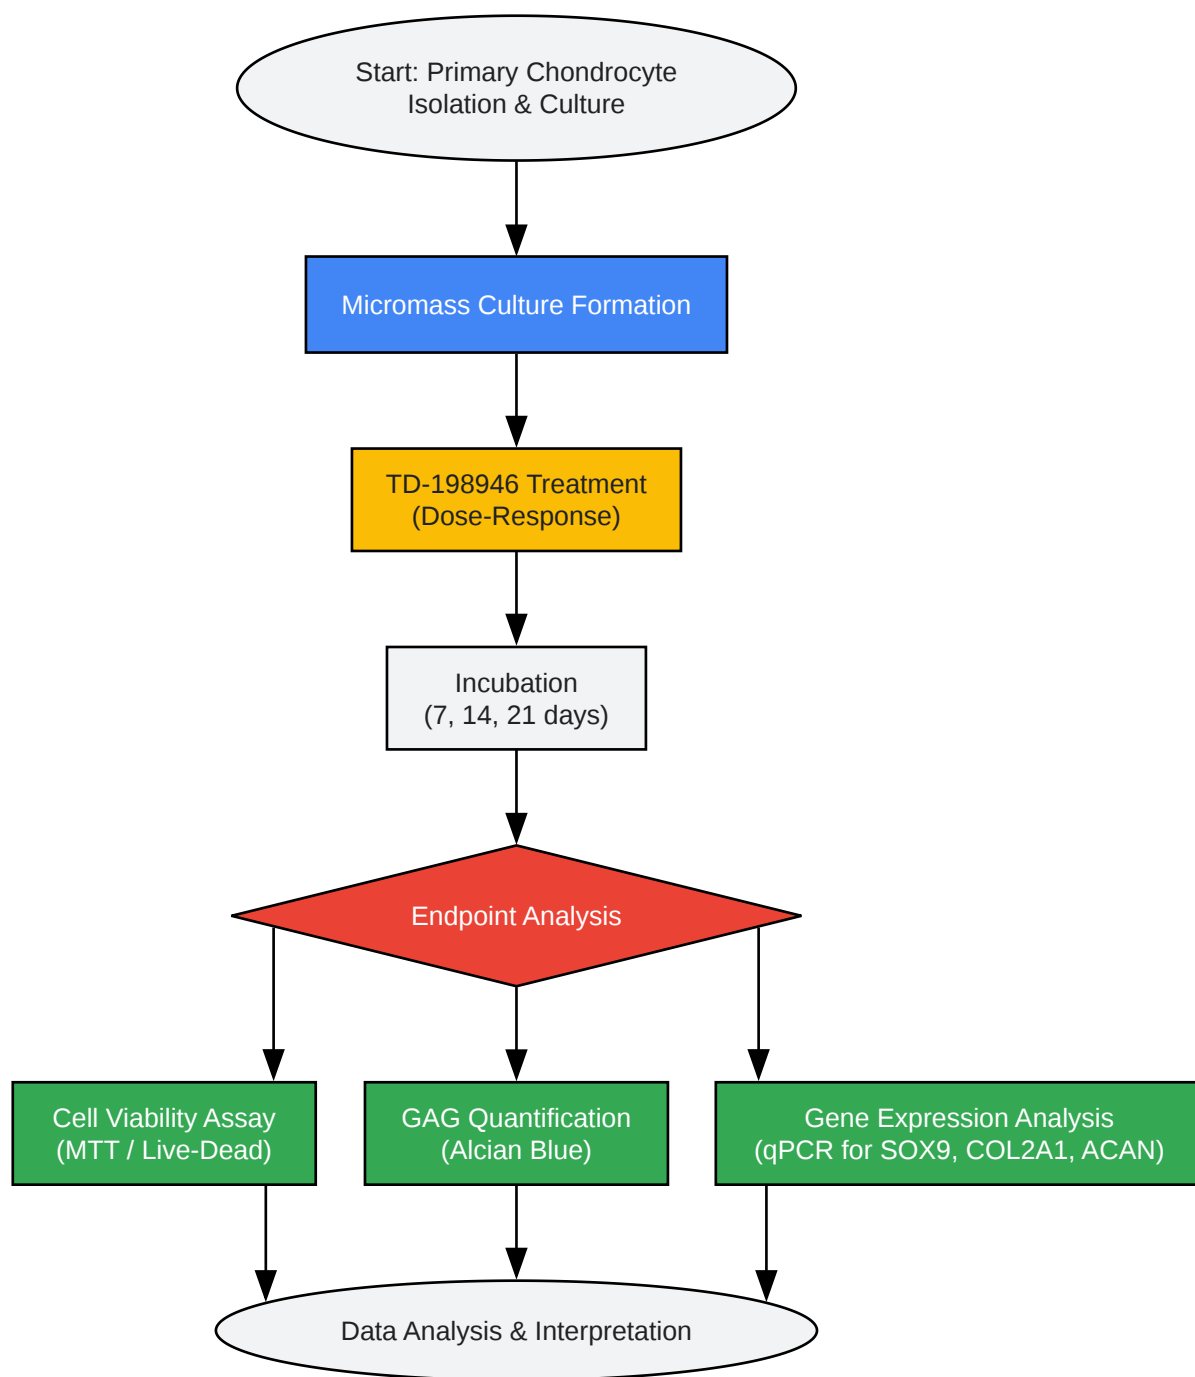 Start: Primary Chondrocyte
Isolation & Culture
Micromass Culture Formation
TD-198946 Treatment
(Dose-Response)
Incubation
(7, 14, 21 days)
Endpoint Analysis
Cell Viability Assay
(MTT / Live-Dead)
GAG Quantification
(Alcian Blue)
Gene Expression Analysis
(qPCR for SOX9, COL2A1, ACAN)
Data Analysis & Interpretation